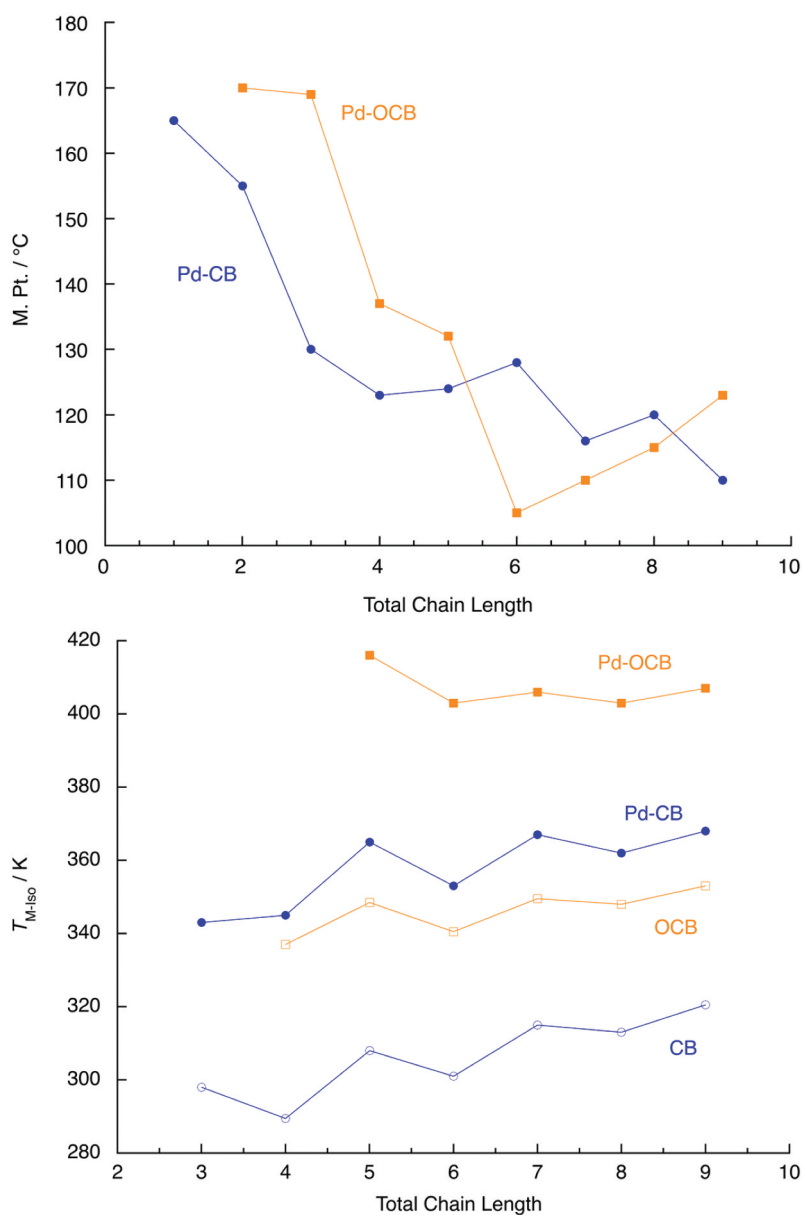 180
170
160
150
140
130
120
110
100
M. Pt. / °C
Pd-OCB
Pd-CB
0 2 4 6 8 10
Total Chain Length
420
400
380
360
340
320
300
280
T M-Iso / K
Pd-OCB
Pd-CB
OCB
CB
2 3 4 5 6 7 8 9 10
Total Chain Length